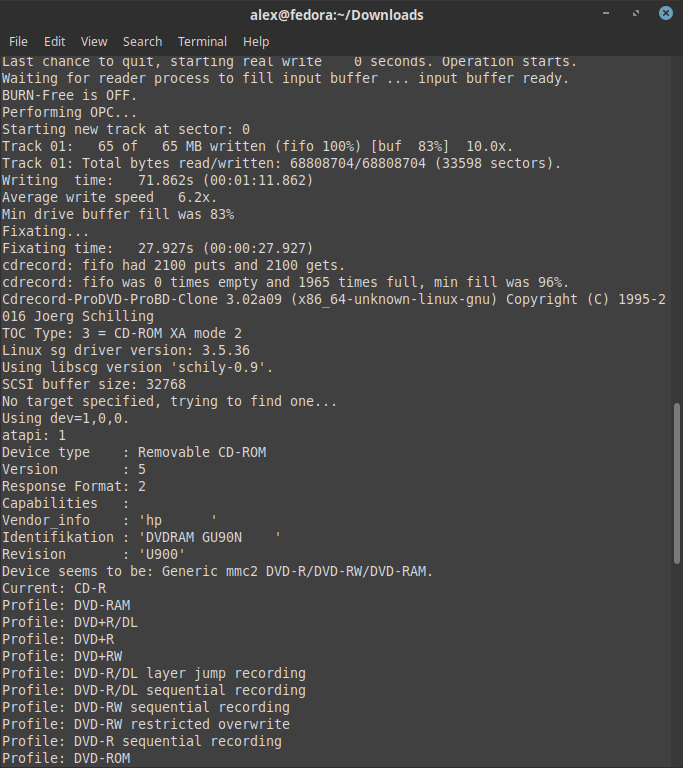 alex@fedora:~/Downloads
File Edit View Search Terminal Help
Last chance to quit, starting real write    0 seconds. Operation starts.
Waiting for reader process to fill input buffer ... input buffer ready.
BURN-Free is OFF.
Performing OPC...
Starting new track at sector: 0
Track 01:   65 of   65 MB written (fifo 100%) [buf  83%]  10.0x.
Track 01: Total bytes read/written: 68808704/68808704 (33598 sectors).
Writing  time:   71.862s (00:01:11.862)
Average write speed   6.2x.
Min drive buffer fill was 83%
Fixating...
Fixating time:   27.927s (00:00:27.927)
cdrecord: fifo had 2100 puts and 2100 gets.
cdrecord: fifo was 0 times empty and 1965 times full, min fill was 96%.
Cdrecord-ProDVD-ProBD-Clone 3.02a09 (x86_64-unknown-linux-gnu) Copyright (C) 1995-2
016 Joerg Schilling
TOC Type: 3 = CD-ROM XA mode 2
Linux sg driver version: 3.5.36
Using libscg version 'schily-0.9'.
SCSI buffer size: 32768
No target specified, trying to find one...
Using dev=1,0,0.
atapi: 1
Device type    : Removable CD-ROM
Version        : 5
Response Format: 2
Capabilities   :
Vendor_info    : 'hp      '
Identifikation : 'DVDRAM GU90N    '
Revision       : 'U900'
Device seems to be: Generic mmc2 DVD-R/DVD-RW/DVD-RAM.
Current: CD-R
Profile: DVD-RAM
Profile: DVD+R/DL
Profile: DVD+R
Profile: DVD+RW
Profile: DVD-R/DL layer jump recording
Profile: DVD-R/DL sequential recording
Profile: DVD-RW sequential recording
Profile: DVD-RW restricted overwrite
Profile: DVD-R sequential recording
Profile: DVD-ROM